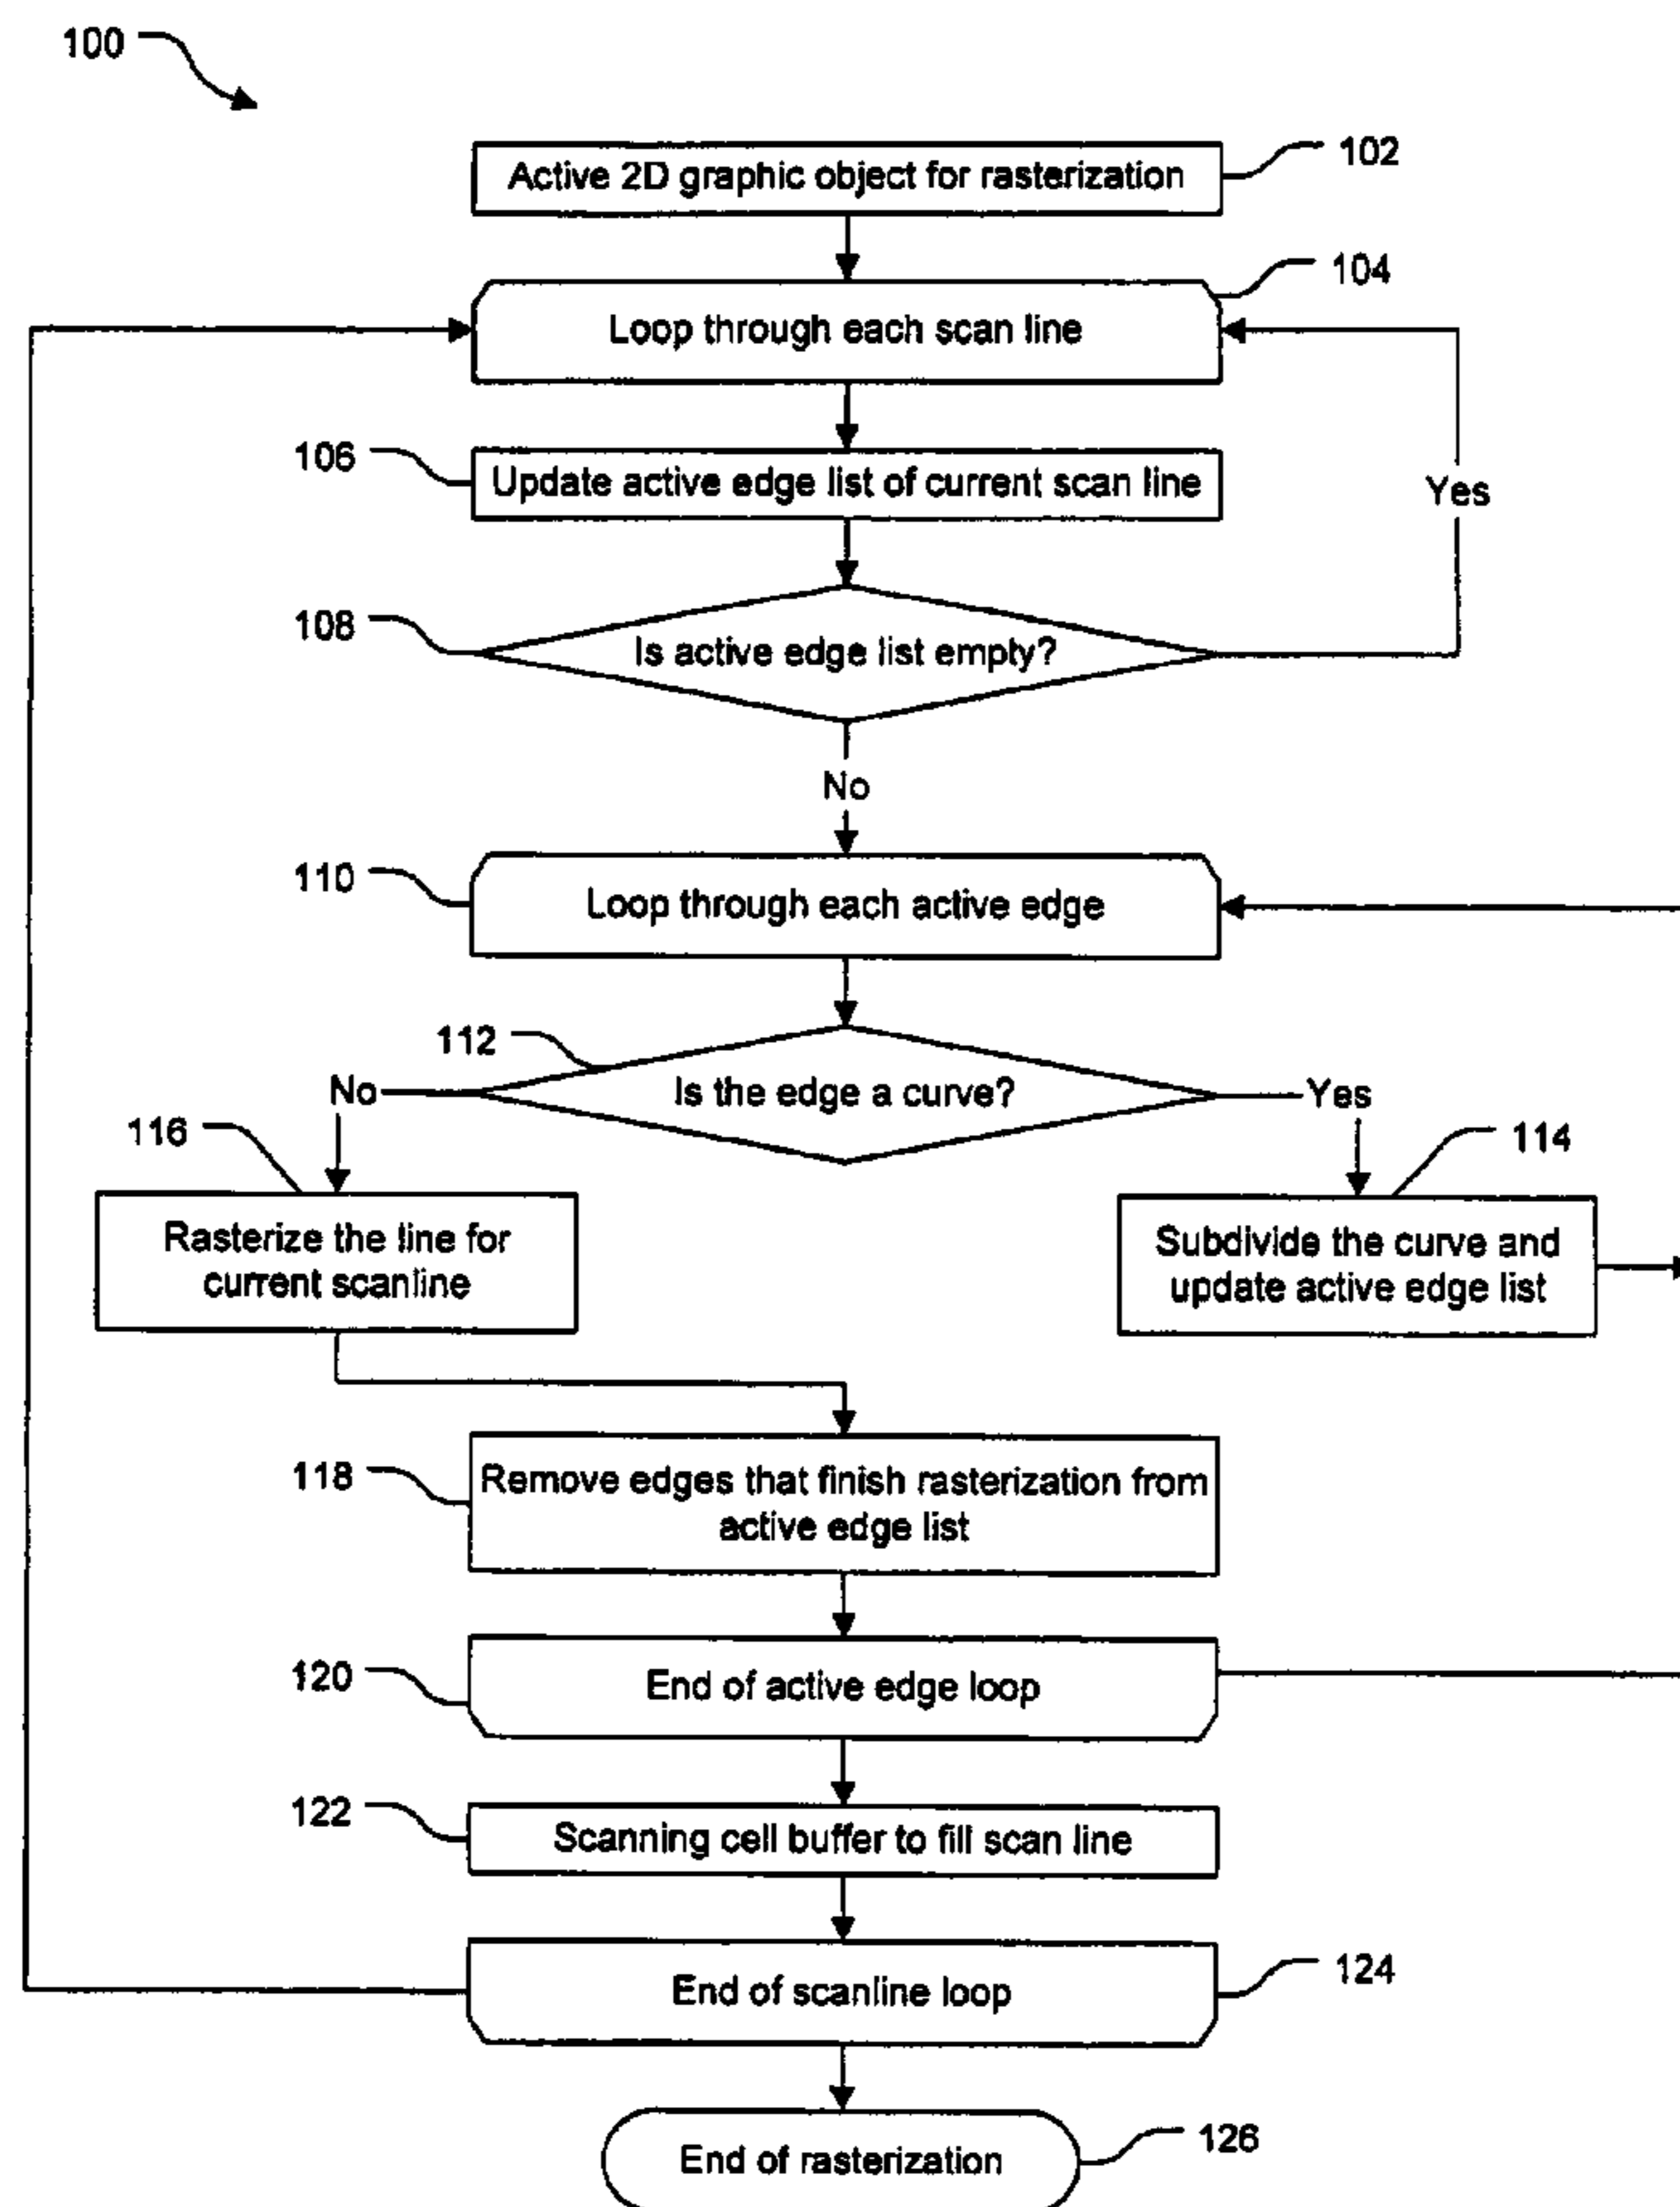 100
Active 2D graphic object for rasterization
102
Loop through each scan line
104
106
Update active edge list of current scan line
Yes
108
Is active edge list empty?
No
110
Loop through each active edge
112
Is the edge a curve?
No
Yes
116
114
Rasterize the line for
current scanline
Subdivide the curve and
update active edge list
118
Remove edges that finish rasterization from
active edge list
120
End of active edge loop
122
Scanning cell buffer to fill scan line
End of scanline loop
124
End of rasterization
126